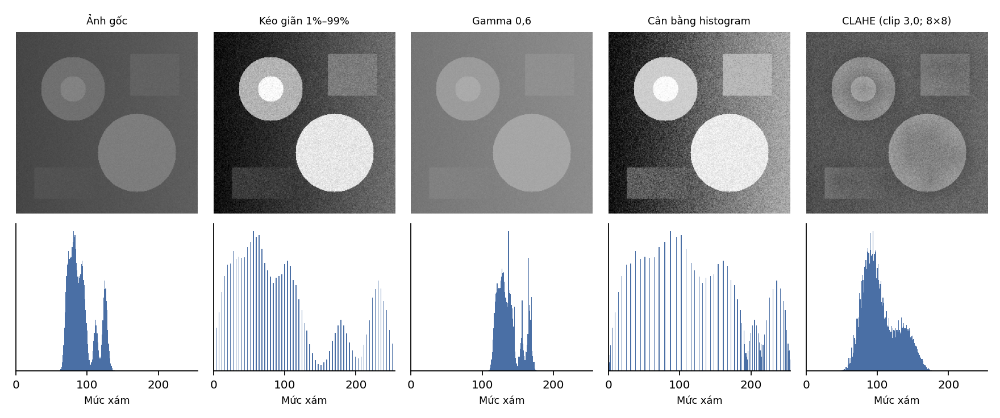 Ảnh gốc
Kéo giãn 1%–99%
Gamma 0,6
Cân bằng histogram
CLAHE (clip 3,0; 8×8)
0 100 200
Mức xám
0 100 200
Mức xám
0 100 200
Mức xám
0 100 200
Mức xám
0 100 200
Mức xám